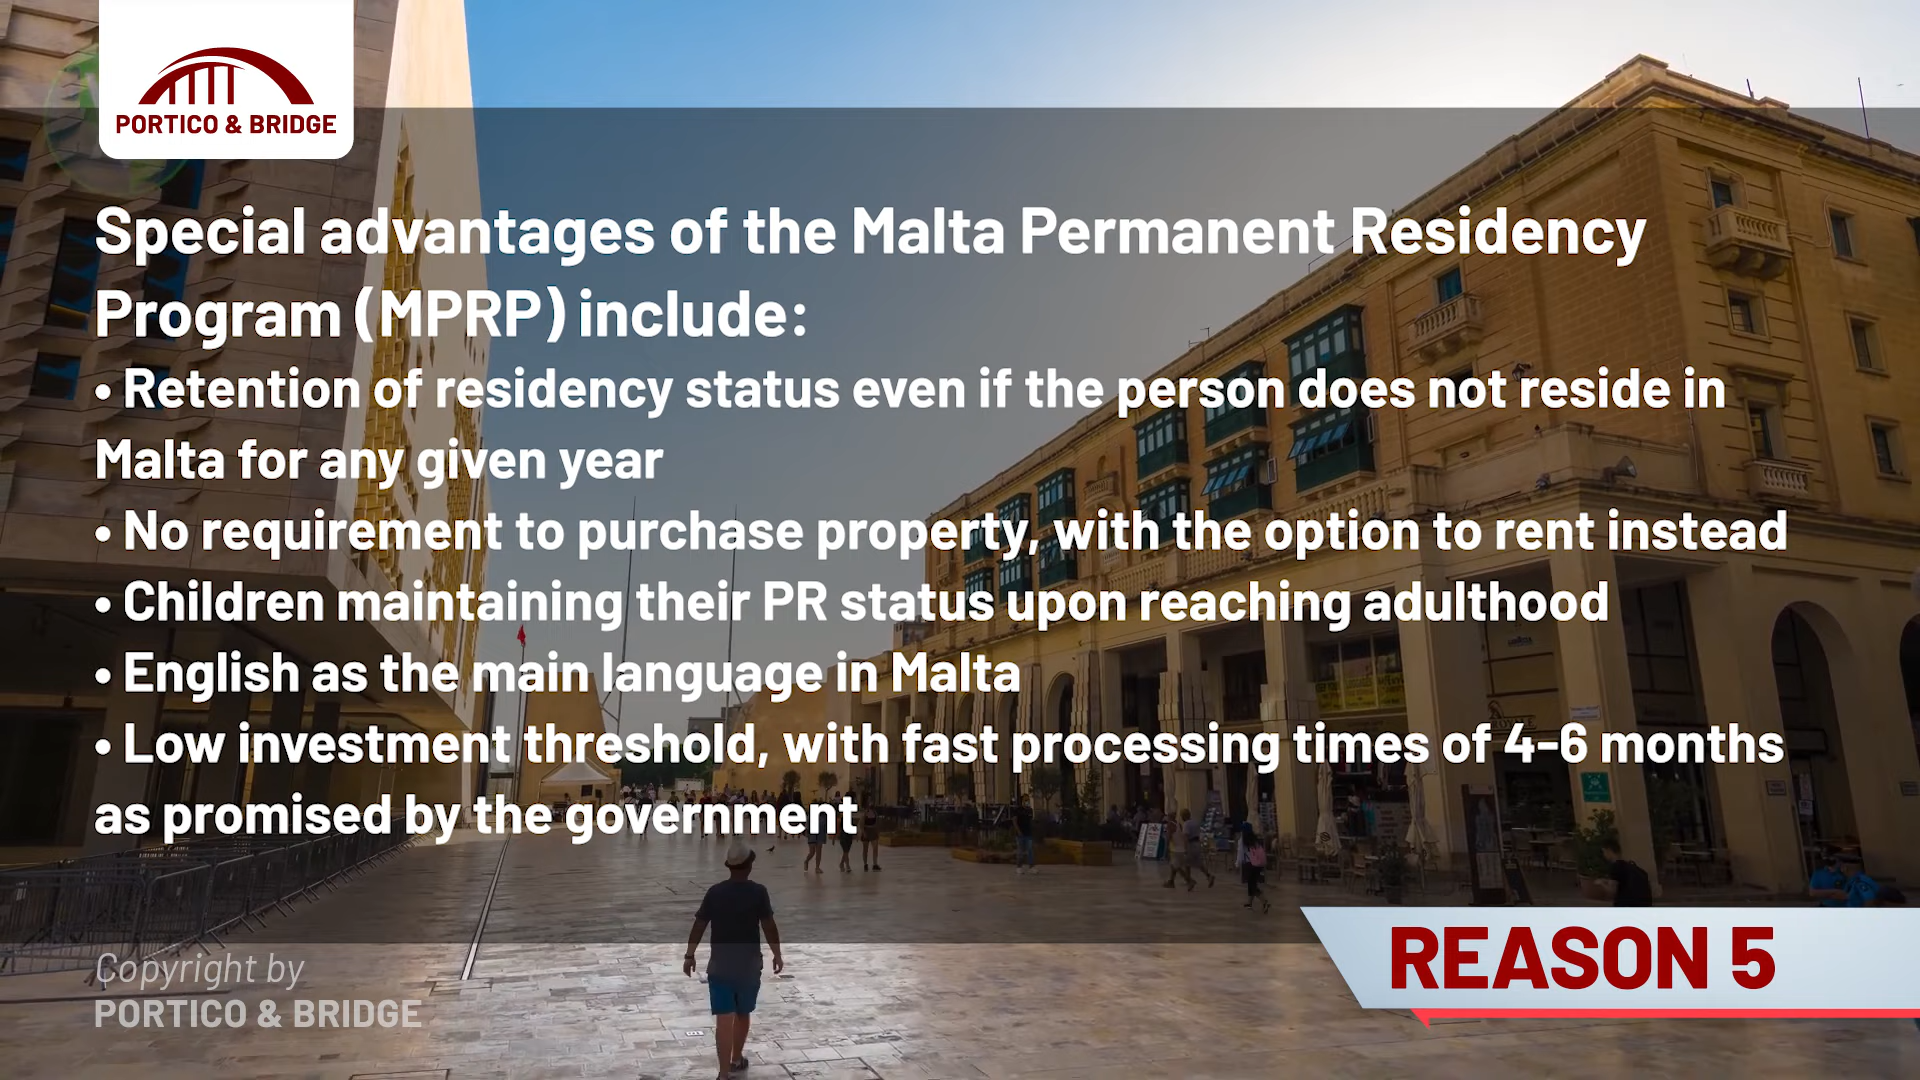 PORTICO & BRIDGE
Special advantages of the Malta Permanent Residency
Program (MPRP) include:
• Retention of residency status even if the person does not reside in
Malta for any given year
• No requirement to purchase property, with the option to rent instead
• Children maintaining their PR status upon reaching adulthood
• English as the main language in Malta
• Low investment threshold, with fast processing times of 4-6 months
as promised by the government
REASON 5
Copyright by
PORTICO & BRIDGE